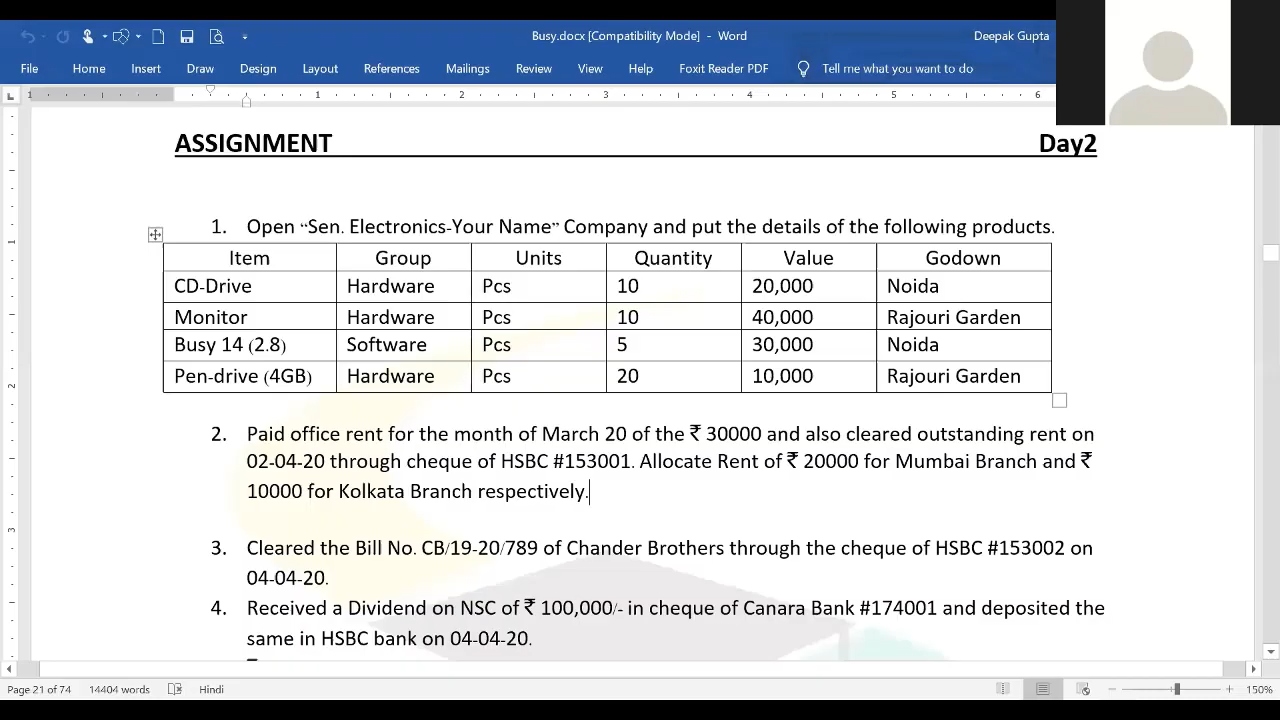 Busy.docx [Compatibility Mode] - Word
Deepak Gupta
File Home Insert Draw Design Layout References Mailings Review View Help Foxit Reader PDF Tell me what you want to do
1 1 2 3 4 5 6
ASSIGNMENT Day2
1. Open “Sen. Electronics-Your Name” Company and put the details of the following products.
Item Group Units Quantity Value Godown
CD-Drive Hardware Pcs 10 20,000 Noida
Monitor Hardware Pcs 10 40,000 Rajouri Garden
Busy 14 (2.8) Software Pcs 5 30,000 Noida
Pen-drive (4GB) Hardware Pcs 20 10,000 Rajouri Garden
2. Paid office rent for the month of March 20 of the ₹ 30000 and also cleared outstanding rent on
02-04-20 through cheque of HSBC #153001. Allocate Rent of ₹ 20000 for Mumbai Branch and ₹
10000 for Kolkata Branch respectively.
3. Cleared the Bill No. CB/19-20/789 of Chander Brothers through the cheque of HSBC #153002 on
04-04-20.
4. Received a Dividend on NSC of ₹ 100,000/- in cheque of Canara Bank #174001 and deposited the
same in HSBC bank on 04-04-20.
Page 21 of 74 14404 words Hindi 150%